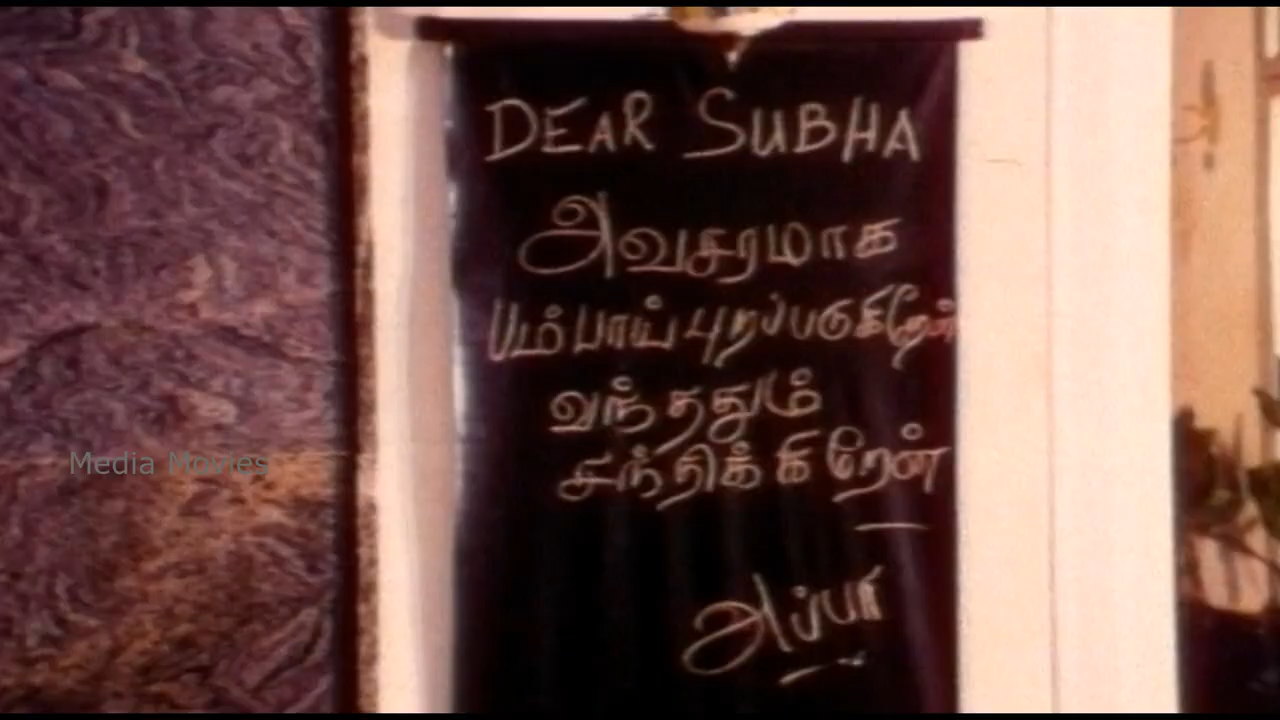 DEAR SUBHA
அவசரமாக
பம்பாய் புறப்படுகிறேன்
வந்ததும்
சந்திக்கிறேன்
அப்பா
Media Movies